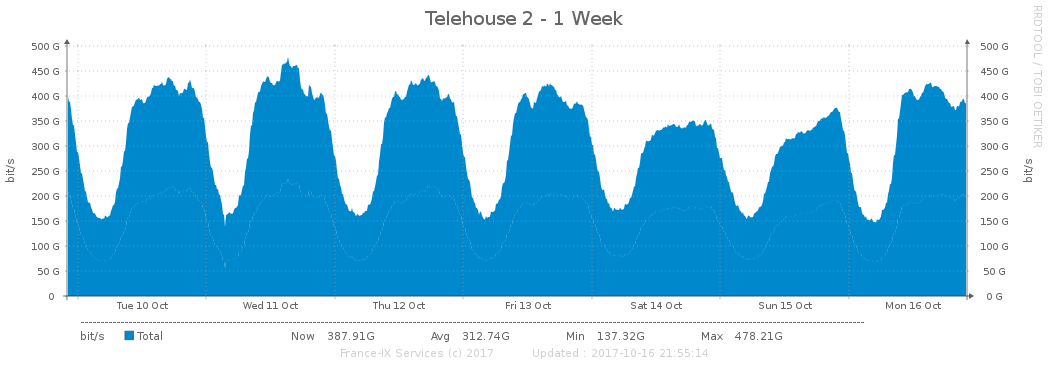 Telehouse 2 - 1 Week
RRDTOOL / TOBI OETIKER
bit/s
500 G
450 G
400 G
350 G
300 G
250 G
200 G
150 G
100 G
50 G
0
500 G
450 G
400 G
350 G
300 G
250 G
200 G
150 G
100 G
50 G
0 G
bit/s
Tue 10 Oct Wed 11 Oct Thu 12 Oct Fri 13 Oct Sat 14 Oct Sun 15 Oct Mon 16 Oct
bit/s Total Now 387.91G Avg 312.74G Min 137.32G Max 478.21G
France-IX Services (c) 2017 Updated : 2017-10-16 21:55:14